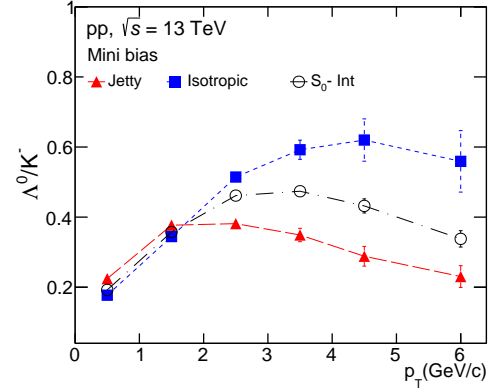 pp, √s = 13 TeV
Mini bias
Jetty Isotropic S₀- Int
Λ⁰/K⁻
1
0.8
0.6
0.4
0.2
0 1 2 3 4 5 6
p_T(GeV/c)